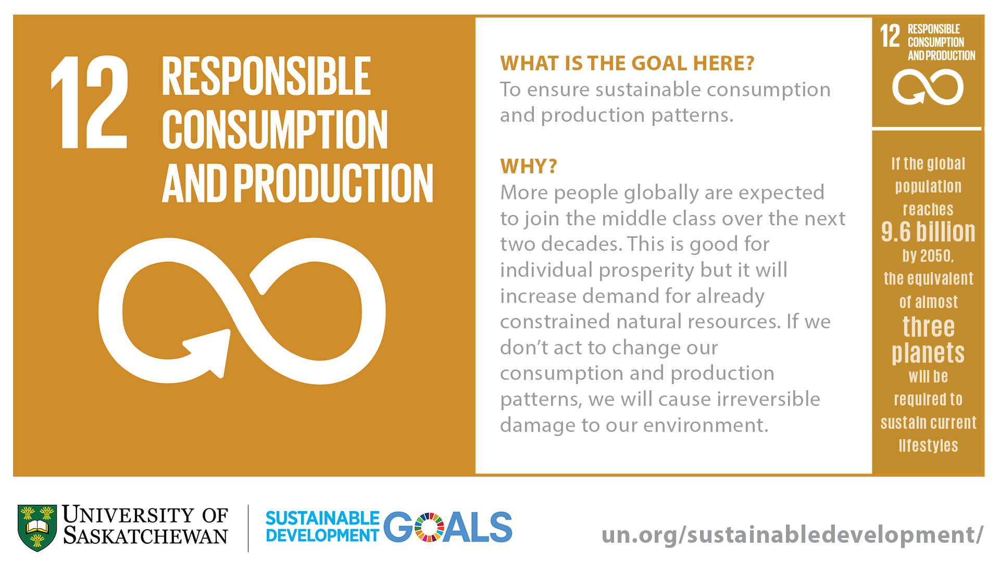 12
RESPONSIBLE
CONSUMPTION
AND PRODUCTION
WHAT IS THE GOAL HERE?
To ensure sustainable consumption
and production patterns.
WHY?
More people globally are expected
to join the middle class over the next
two decades. This is good for
individual prosperity but it will
increase demand for already
constrained natural resources. If we
don’t act to change our
consumption and production
patterns, we will cause irreversible
damage to our environment.
12
RESPONSIBLE
CONSUMPTION
AND PRODUCTION
If the global
population
reaches
9.6 billion
by 2050,
the equivalent
of almost
three
planets
will be
required to
sustain current
lifestyles
UNIVERSITY OF
SASKATCHEWAN
SUSTAINABLE
DEVELOPMENT
GOALS
un.org/sustainabledevelopment/